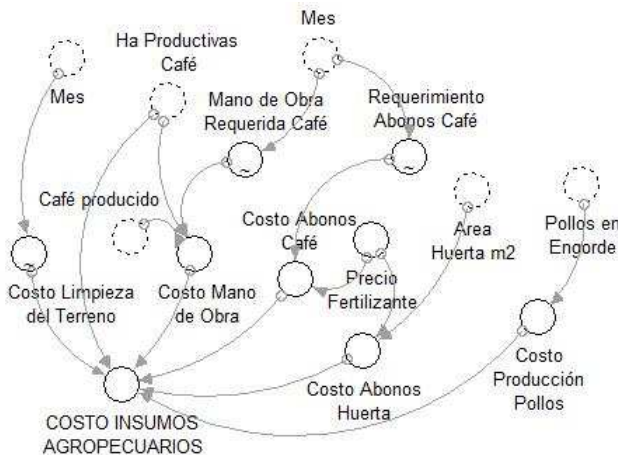 Mes
Ha Productivas
Café
Mes
Mano de Obra
Requerida Café
Requerimiento
Abonos Café
Café producido
Costo Abonos
Café
Area
Huerta m2
Pollos en
Engorde
Precio
Fertilizante
Costo Limpieza
del Terreno
Costo Mano
de Obra
Costo Abonos
Huerta
Costo
Producción
Pollos
COSTO INSUMOS
AGROPECUARIOS